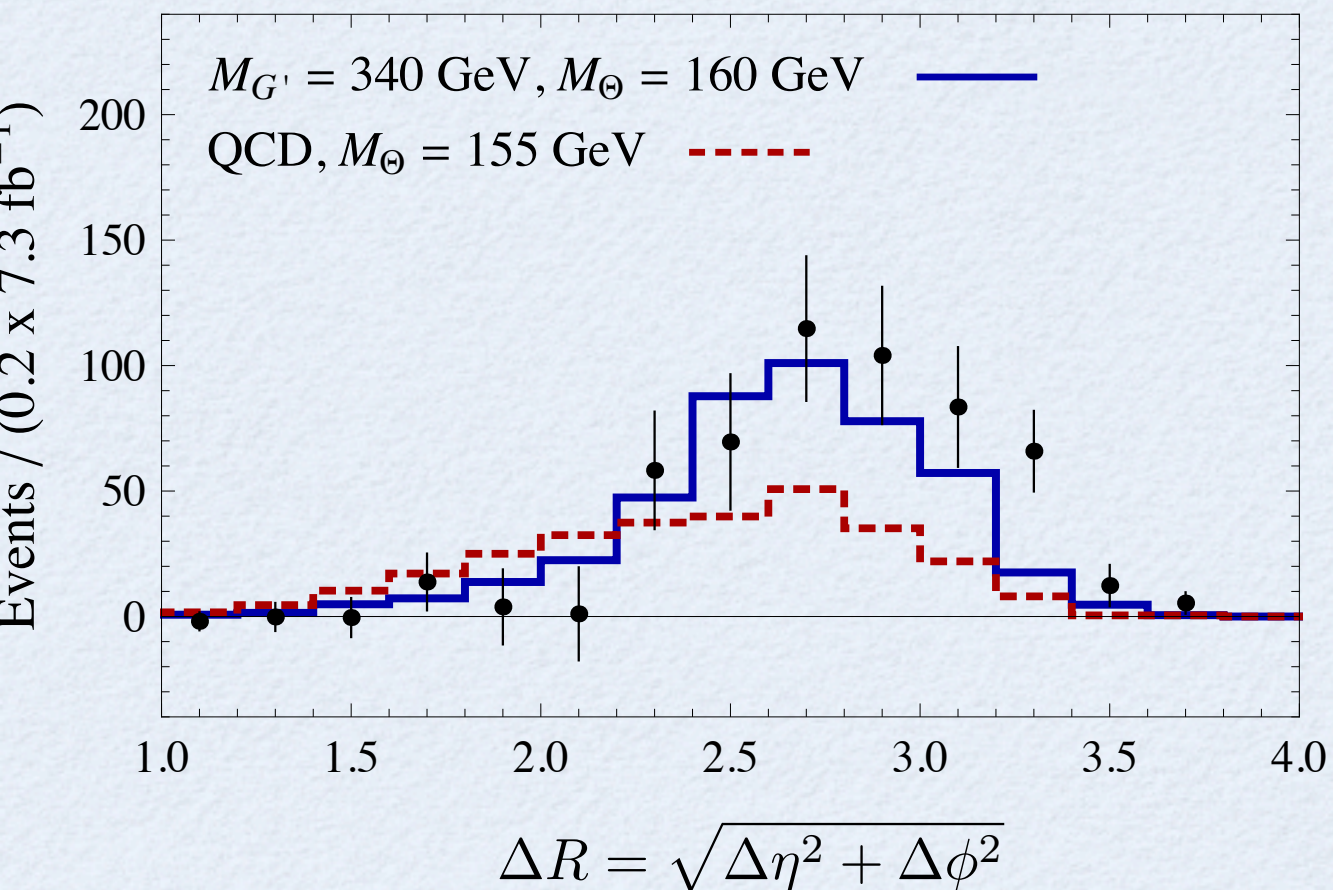 M_G' = 340 GeV, M_Θ = 160 GeV
QCD, M_Θ = 155 GeV
Events / (0.2 x 7.3 fb⁻¹)
200
150
100
50
0
1.0 1.5 2.0 2.5 3.0 3.5 4.0
ΔR = √(Δη² + Δϕ²)